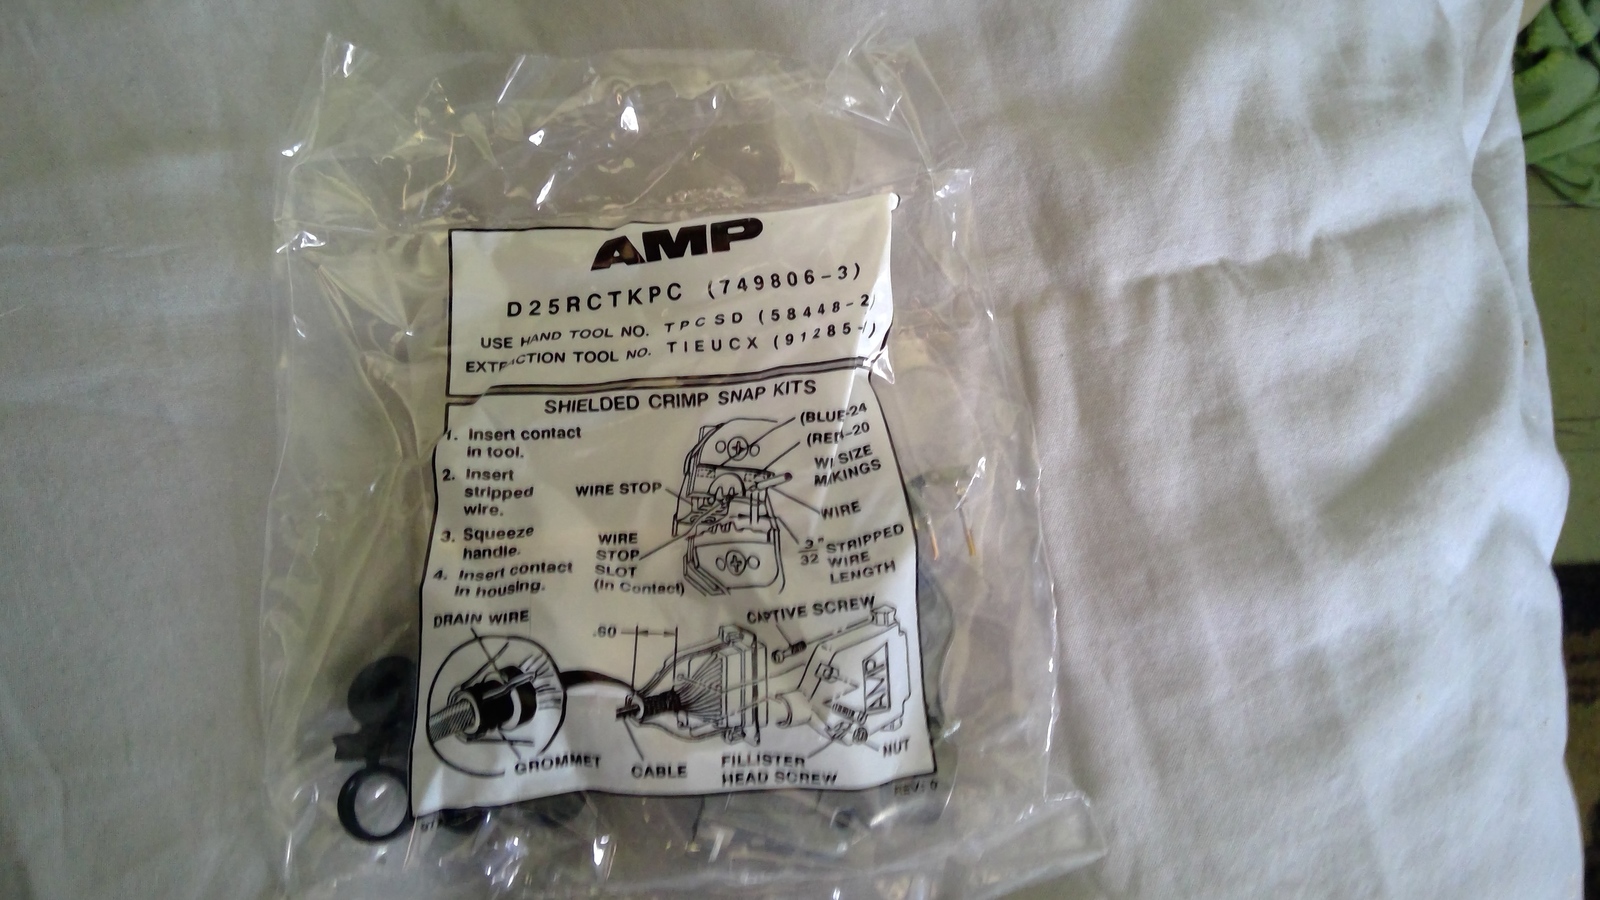 AMP
D25RCTKPC (749806-3)
USE HAND TOOL NO. TPCSD (58448-2)
EXTRACTION TOOL NO. TIEUCX (91285-
SHIELDED CRIMP SNAP KITS
1. Insert contact
in tool.
2. Insert
stripped
wire.
3. Squeeze
handle.
4. Insert contact
in housing.
(BLUE-24
(RED-20
SIZE
WIRE STOP
WIRE
WIRE
STOP
SLOT
(In Contact)
3/32" STRIPPED
WIRE
LENGTH
DRAIN WIRE
.60
CAPTIVE SCREW
AMP
GROMMET
CABLE
FILLISTER
HEAD SCREW
NUT
REV.